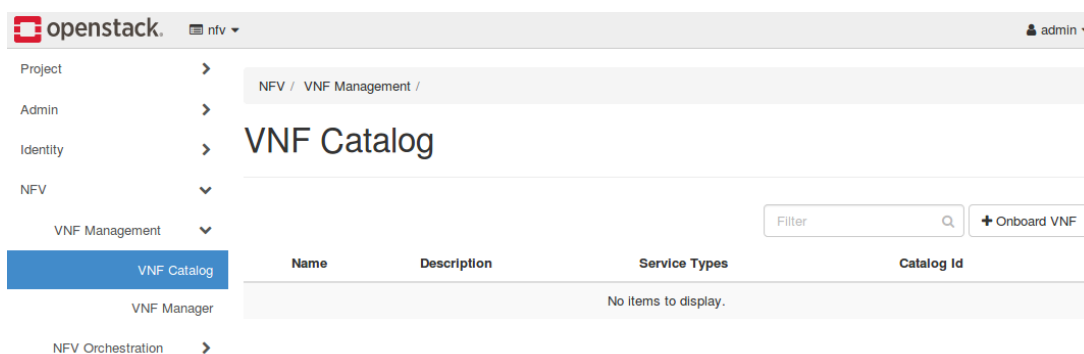 openstack. nfv admin
Project
Admin
Identity
NFV
VNF Management
VNF Catalog
VNF Manager
NFV Orchestration
NFV / VNF Management /
VNF Catalog
Filter + Onboard VNF
Name Description Service Types Catalog Id
No items to display.